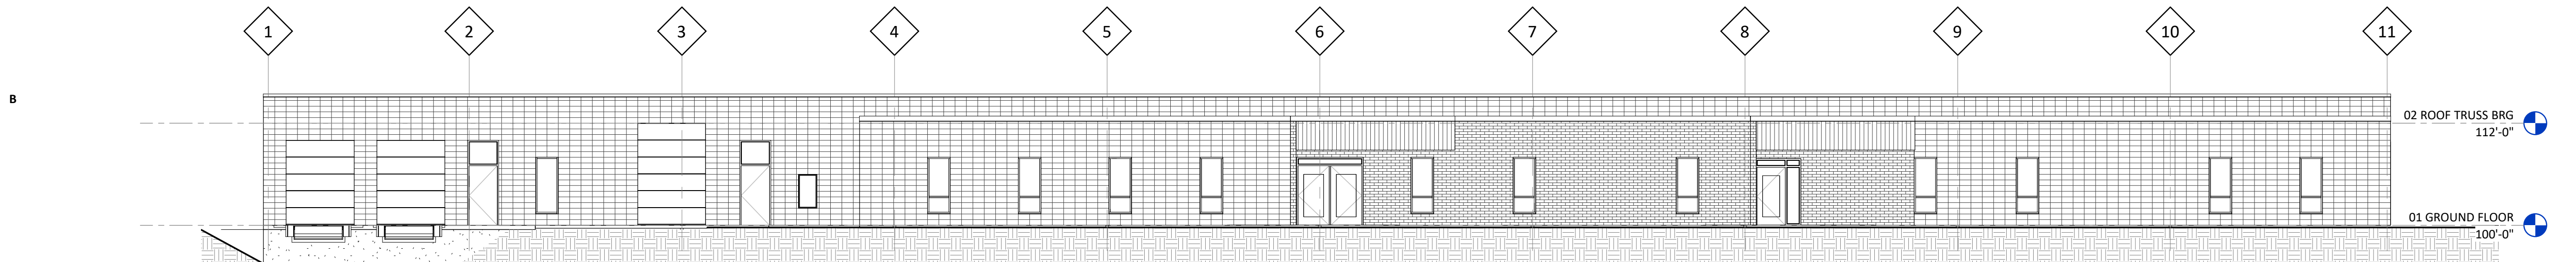 1 2 3 4 5 6 7 8 9 10 11
B
02 ROOF TRUSS BRG
112'-0"
01 GROUND FLOOR
100'-0"